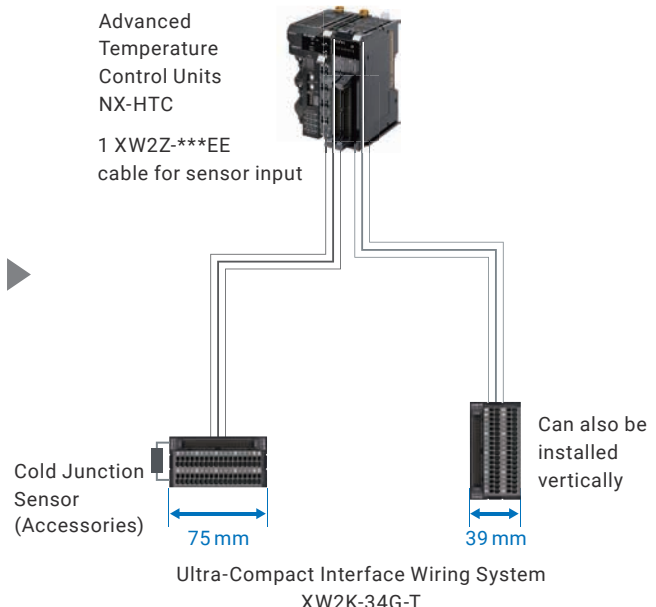 Advanced
Temperature
Control Units
NX-HTC
1 XW2Z-***EE
cable for sensor input
Cold Junction
Sensor
(Accessories)
75 mm
Can also be
installed
vertically
39 mm
Ultra-Compact Interface Wiring System
XW2K-34G-T